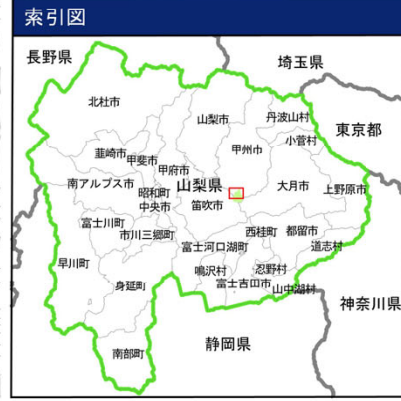 索引図
長野県
埼玉県
北杜市
山梨市
丹波山村
東京都
小菅村
韮崎市
甲斐市
甲州市
甲府市
南アルプス市
昭和町
山梨県
大月市
上野原市
中央市
笛吹市
富士川町
市川三郷町
西桂町
都留市
富士河口湖町
道志村
早川町
鳴沢村
忍野村
身延町
富士吉田市
山中湖村
神奈川県
静岡県
南部町